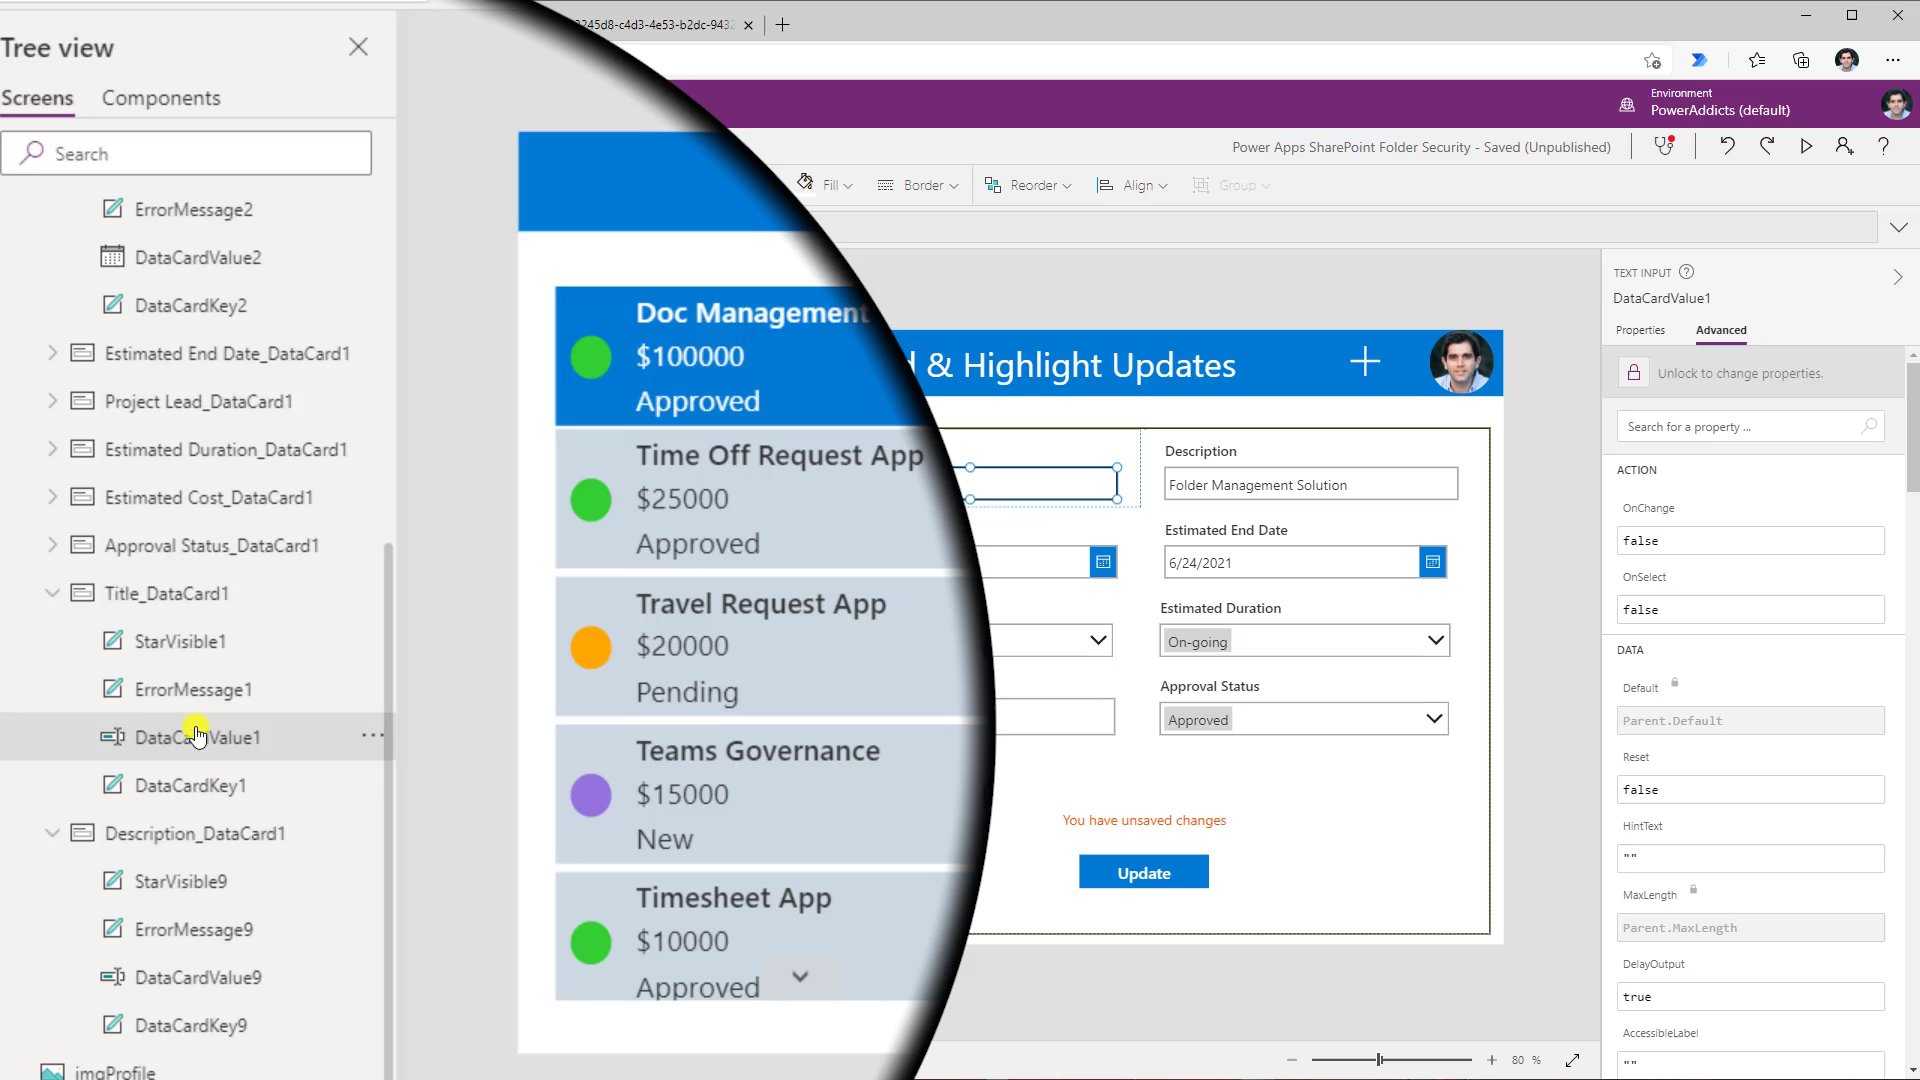 3245d8-c4d3-4e53-b2dc-9432
Environment
PowerAddicts (default)
Power Apps SharePoint Folder Security - Saved (Unpublished)
Fill
Border
Reorder
Align
Group
Tree view
Screens
Components
Search
ErrorMessage2
DataCardValue2
DataCardKey2
Estimated End Date_DataCard1
Project Lead_DataCard1
Estimated Duration_DataCard1
Estimated Cost_DataCard1
Approval Status_DataCard1
Title_DataCard1
StarVisible1
ErrorMessage1
DataCardValue1
DataCardKey1
Description_DataCard1
StarVisible9
ErrorMessage9
DataCardValue9
DataCardKey9
imgProfile
Doc Management
$100000
Approved
Time Off Request App
$25000
Approved
Travel Request App
$20000
Pending
Teams Governance
$15000
New
Timesheet App
$10000
Approved
& Highlight Updates
Description
Folder Management Solution
Estimated End Date
6/24/2021
Estimated Duration
On-going
Approval Status
Approved
You have unsaved changes
Update
80 %
TEXT INPUT
DataCardValue1
Properties
Advanced
Unlock to change properties.
Search for a property ...
ACTION
OnChange
false
OnSelect
false
DATA
Default
Parent.Default
Reset
false
HintText
""
MaxLength
Parent.MaxLength
DelayOutput
true
AccessibleLabel
""